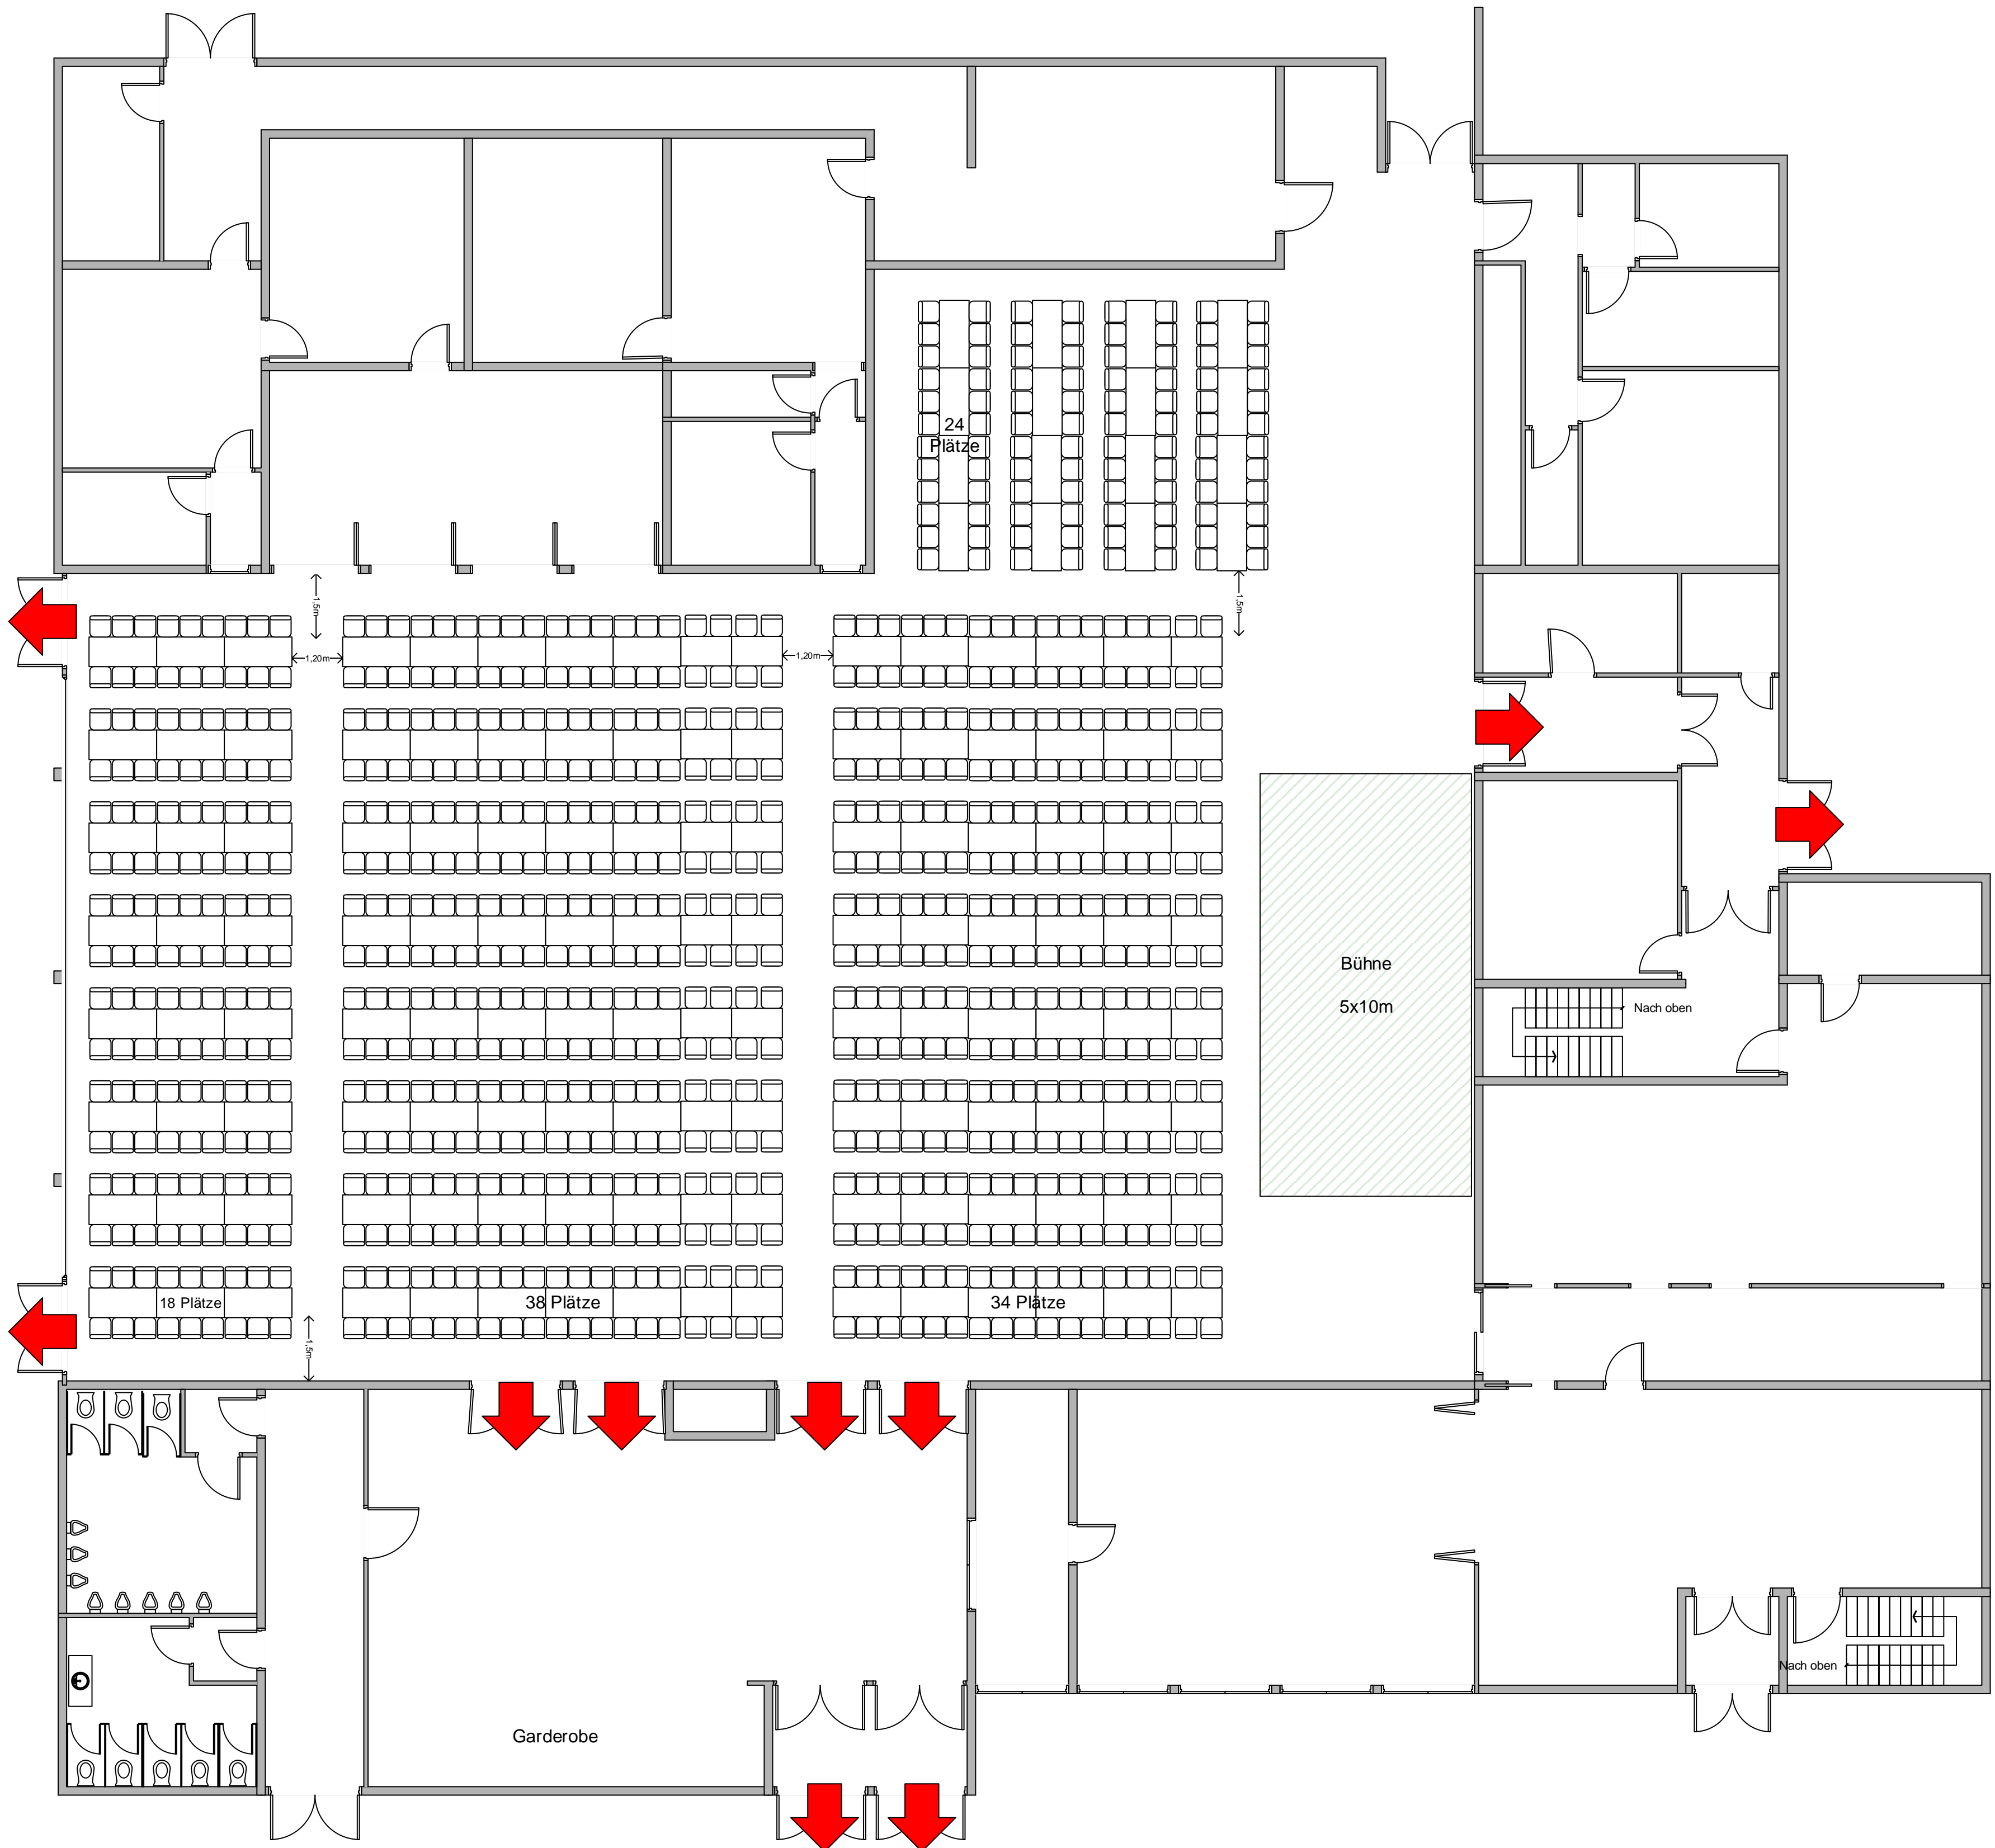 24
Plätze
1,5m
1,5m
1,20m
1,20m
Bühne
5x10m
Nach oben
18 Plätze
38 Plätze
34 Plätze
1,5m
Nach oben
Garderobe